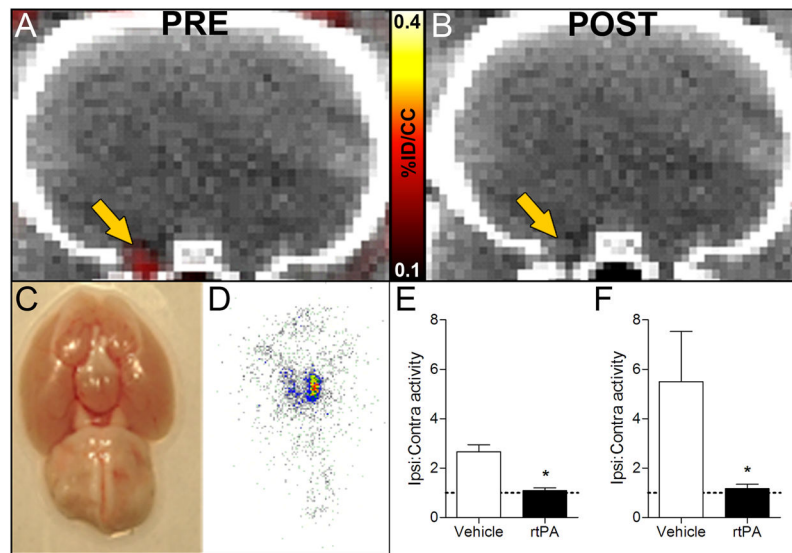 A
PRE
0.4
%ID/CC
0.1
B
POST
C
D
E
8
6
4
2
0
Ipsi:Contra activity
*
Vehicle
rtPA
F
8
6
4
2
0
Ipsi:Contra activity
*
Vehicle
rtPA